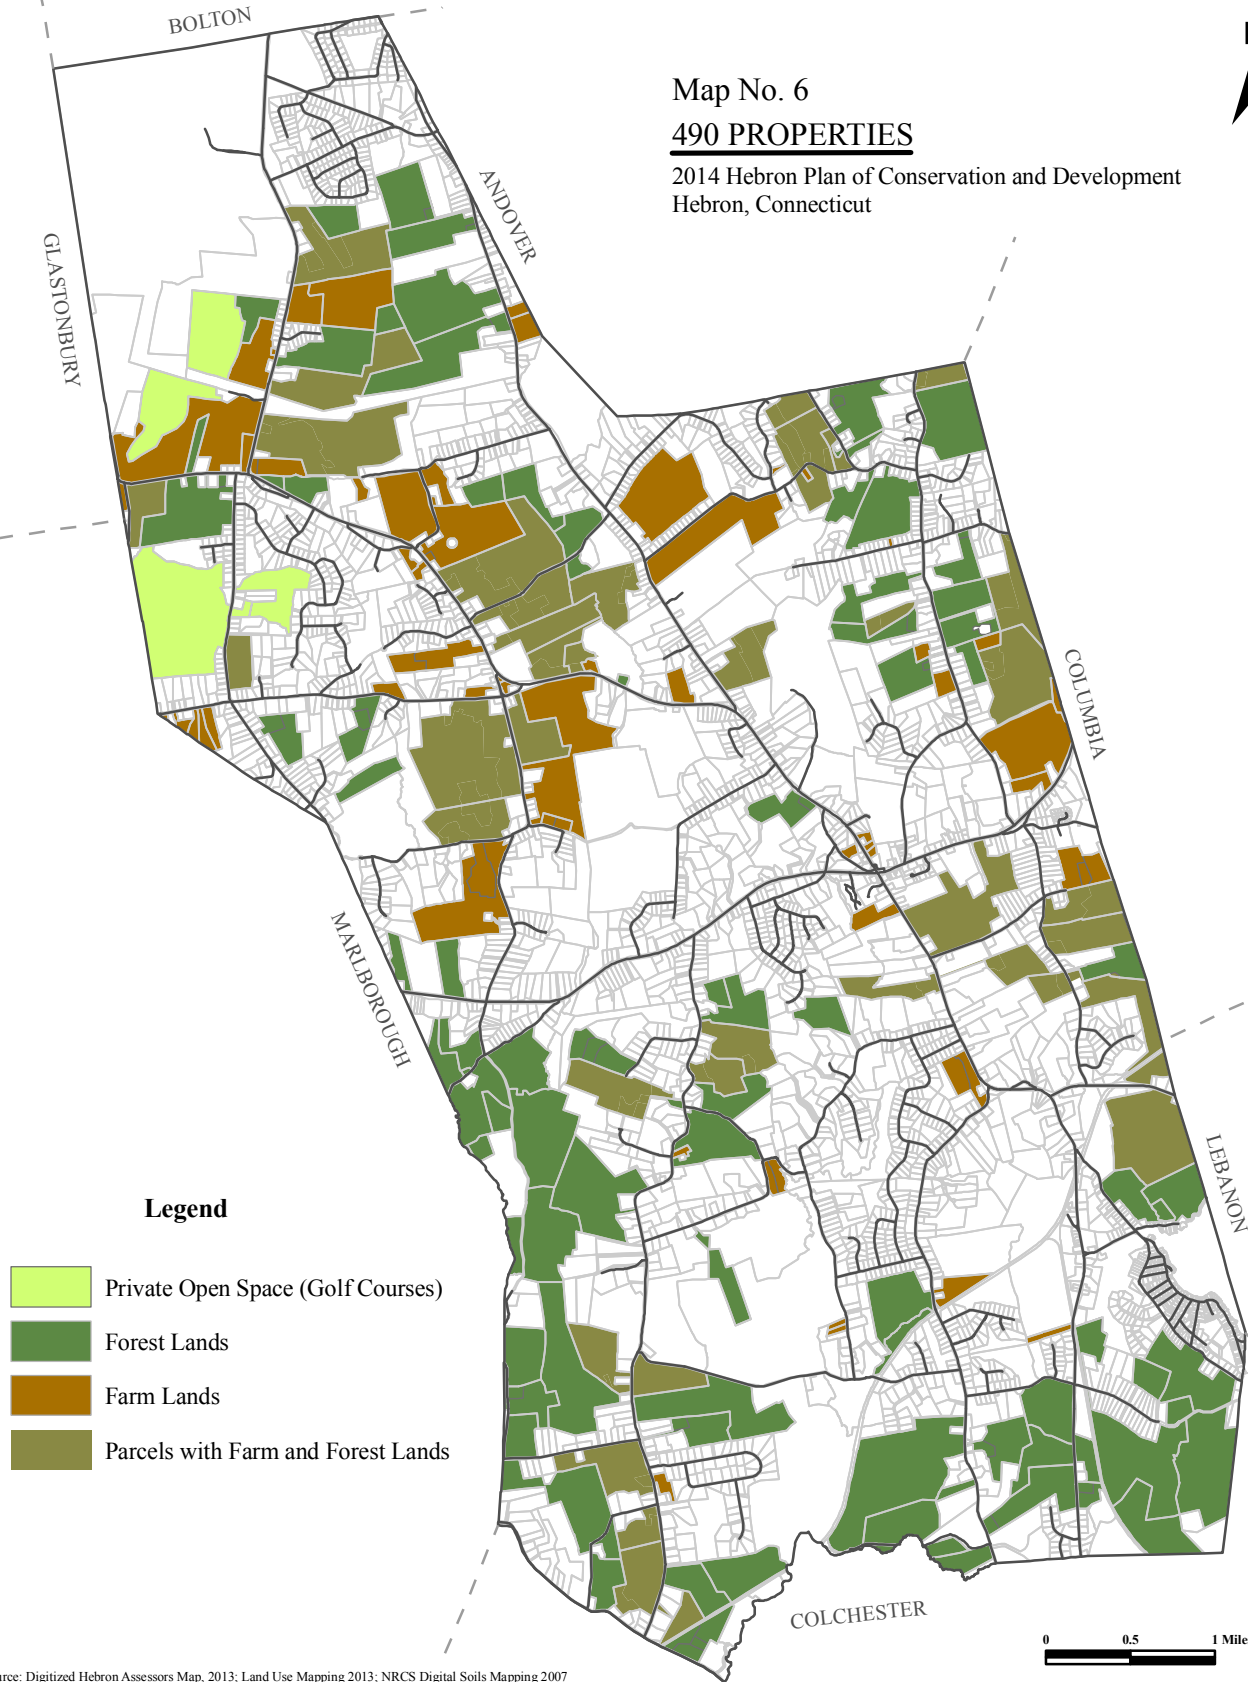 BOLTON
Map No. 6
490 PROPERTIES
2014 Hebron Plan of Conservation and Development
Hebron, Connecticut
ANDOVER
GLASTONBURY
COLUMBIA
MARLBOROUGH
LEBANON
Legend
Private Open Space (Golf Courses)
Forest Lands
Farm Lands
Parcels with Farm and Forest Lands
COLCHESTER
0 0.5 1 Miles
urce: Digitized Hebron Assessors Map, 2013; Land Use Mapping 2013; NRCS Digital Soils Mapping 2007